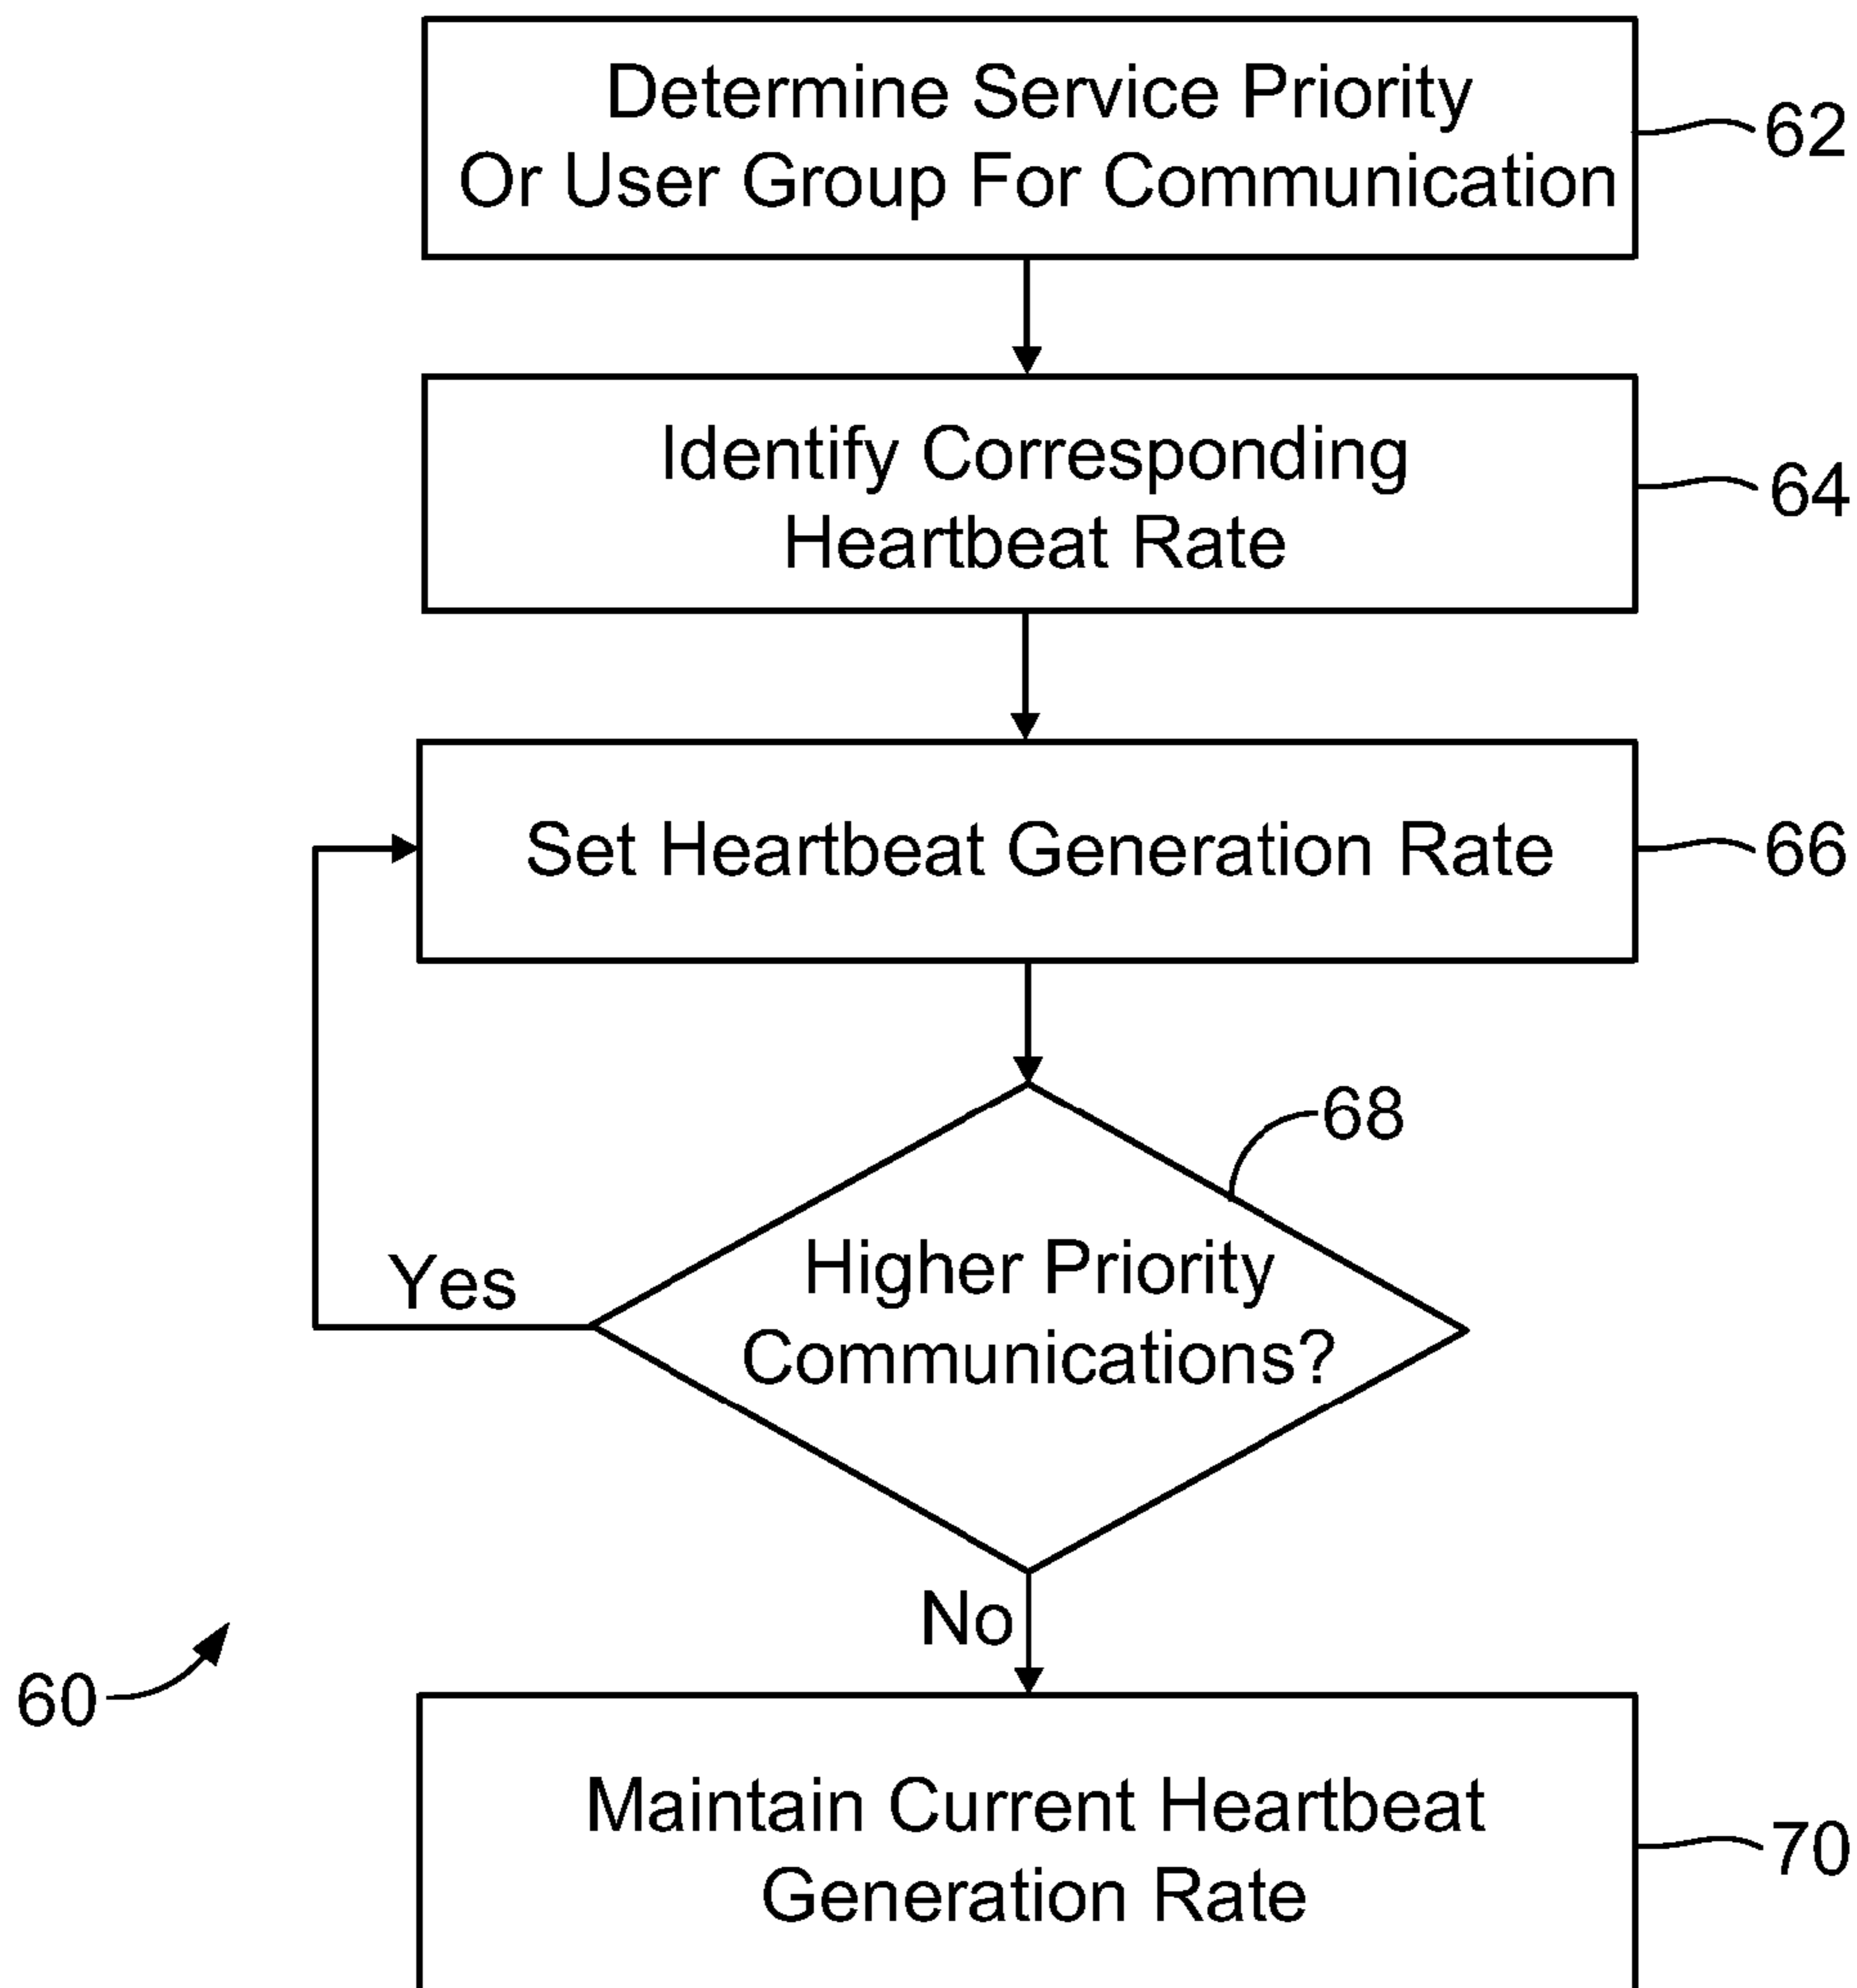 Determine Service Priority
Or User Group For Communication
62
Identify Corresponding
Heartbeat Rate
64
Set Heartbeat Generation Rate
66
68
Higher Priority
Communications?
Yes
No
60
Maintain Current Heartbeat
Generation Rate
70